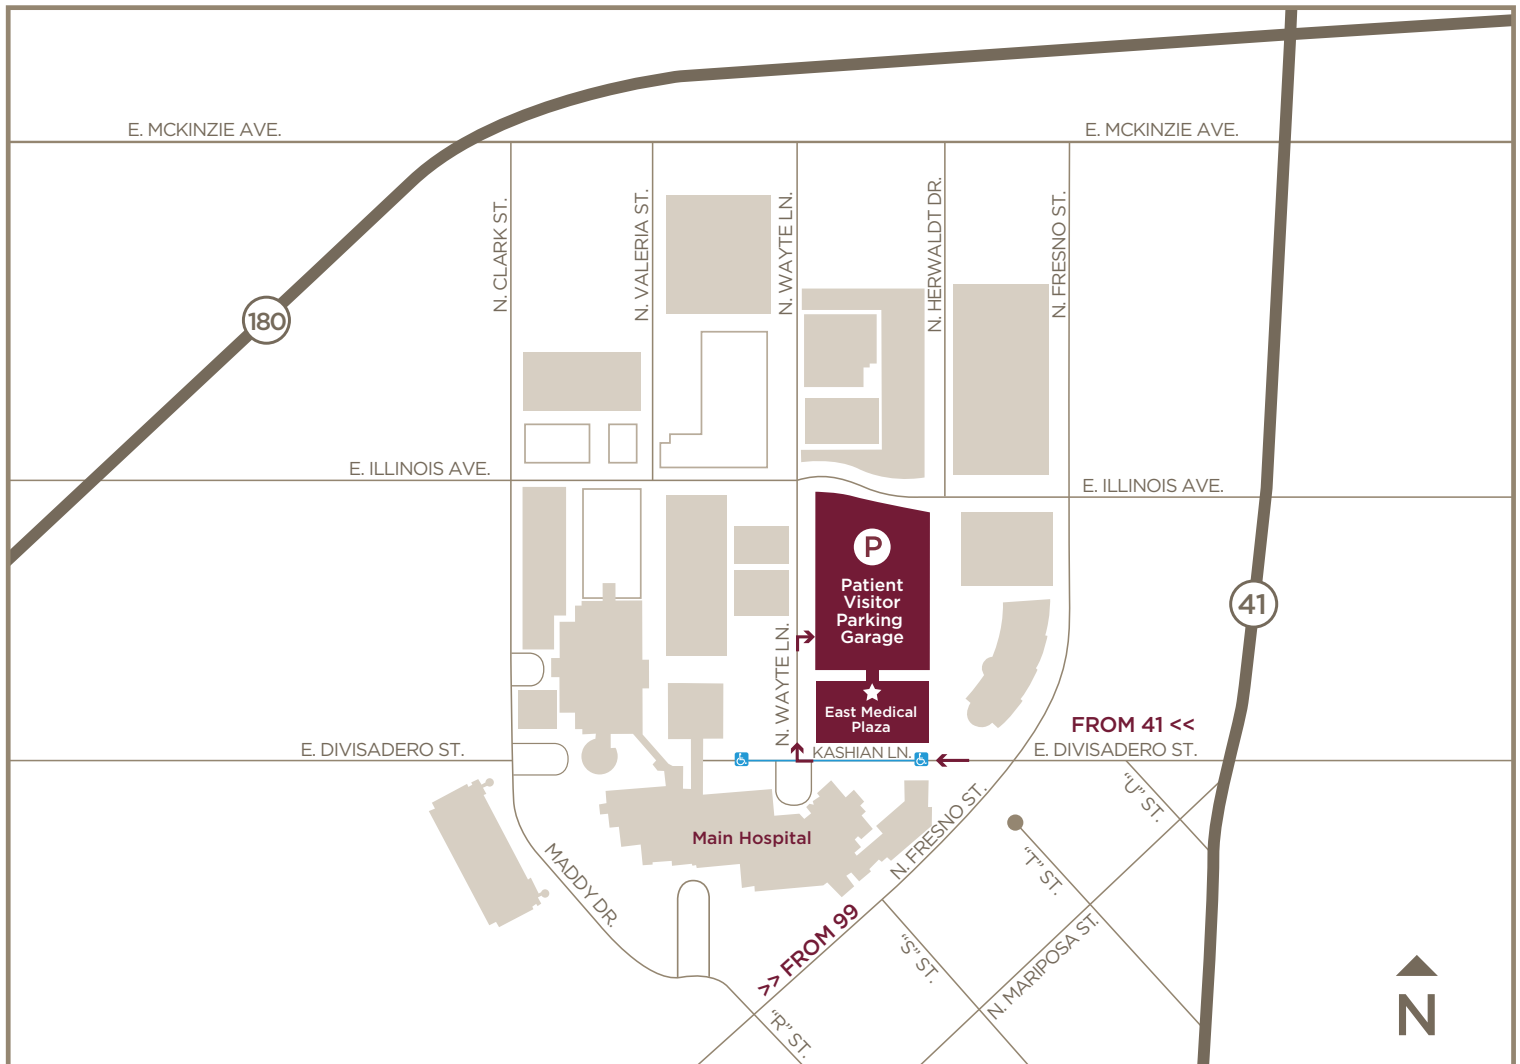 E. MCKINZIE AVE.
E. MCKINZIE AVE.
N. CLARK ST.
N. VALERIA ST.
N. WAYTE LN.
N. HERWALDT DR.
N. FRESNO ST.
180
E. ILLINOIS AVE.
E. ILLINOIS AVE.
P
Patient
Visitor
Parking
Garage
41
N. WAYTE LN.
East Medical
Plaza
FROM 41 <<
E. DIVISADERO ST.
KASHIAN LN.
E. DIVISADERO ST.
"U" ST.
Main Hospital
N. FRESNO ST.
"T" ST.
MADDY DR.
>> FROM 99
"S" ST.
N. MARIPOSA ST.
"R" ST.
N